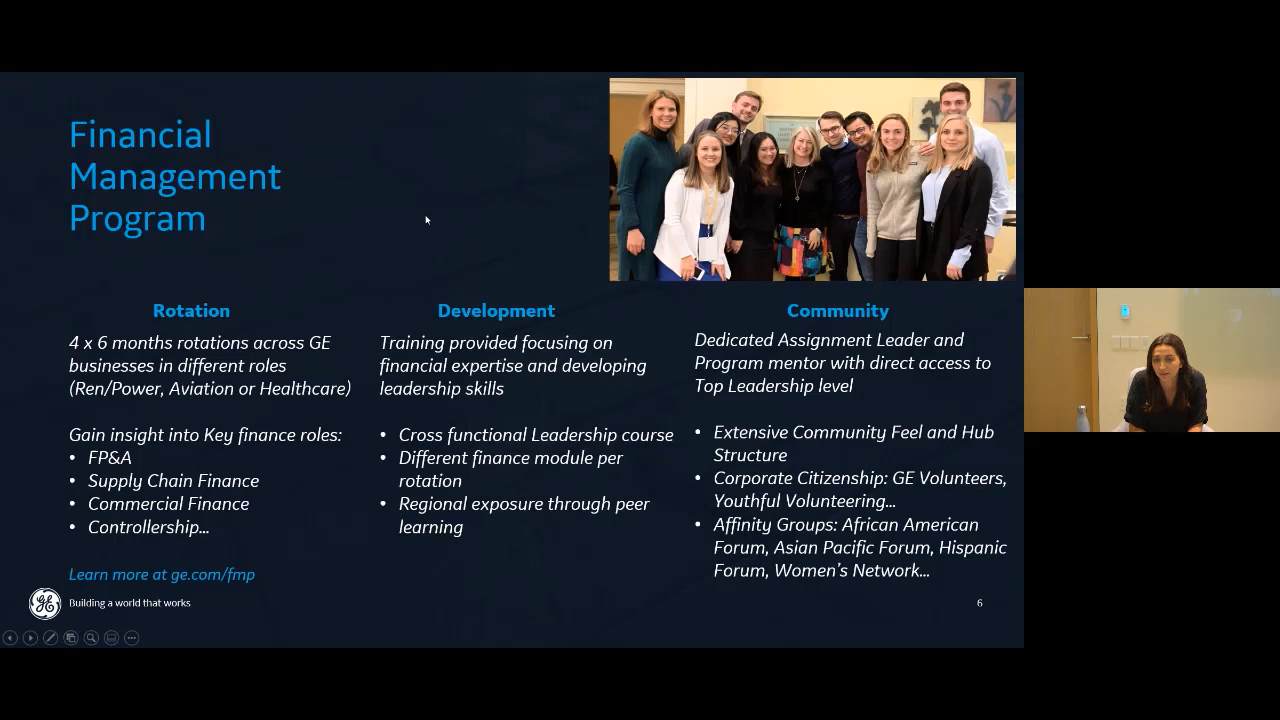 Financial
Management
Program
Rotation
4 x 6 months rotations across GE
businesses in different roles
(Ren/Power, Aviation or Healthcare)
Gain insight into Key finance roles:
• FP&A
• Supply Chain Finance
• Commercial Finance
• Controllership...
Learn more at ge.com/fmp
Development
Training provided focusing on
financial expertise and developing
leadership skills
• Cross functional Leadership course
• Different finance module per
rotation
• Regional exposure through peer
learning
Community
Dedicated Assignment Leader and
Program mentor with direct access to
Top Leadership level
• Extensive Community Feel and Hub
Structure
• Corporate Citizenship: GE Volunteers,
Youthful Volunteering...
• Affinity Groups: African American
Forum, Asian Pacific Forum, Hispanic
Forum, Women's Network...
GE
Building a world that works
6